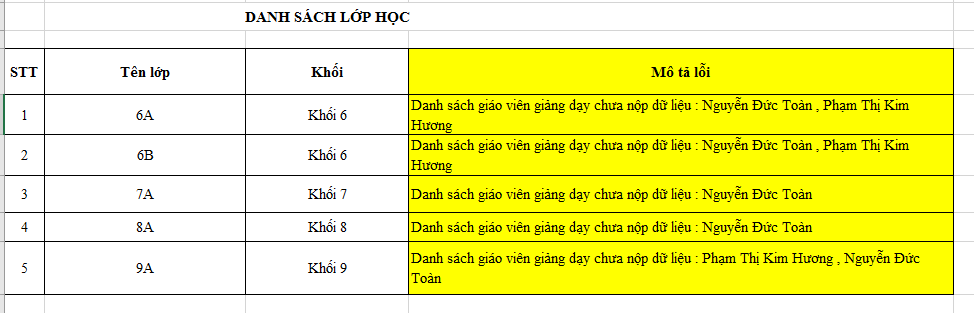 DANH SÁCH LỚP HỌC
STT Tên lớp Khối Mô tả lỗi
1 6A Khối 6 Danh sách giáo viên giảng dạy chưa nộp dữ liệu : Nguyễn Đức Toàn , Phạm Thị Kim
Hương
2 6B Khối 6 Danh sách giáo viên giảng dạy chưa nộp dữ liệu : Nguyễn Đức Toàn , Phạm Thị Kim
Hương
3 7A Khối 7 Danh sách giáo viên giảng dạy chưa nộp dữ liệu : Nguyễn Đức Toàn
4 8A Khối 8 Danh sách giáo viên giảng dạy chưa nộp dữ liệu : Nguyễn Đức Toàn
5 9A Khối 9 Danh sách giáo viên giảng dạy chưa nộp dữ liệu : Phạm Thị Kim Hương , Nguyễn Đức
Toàn